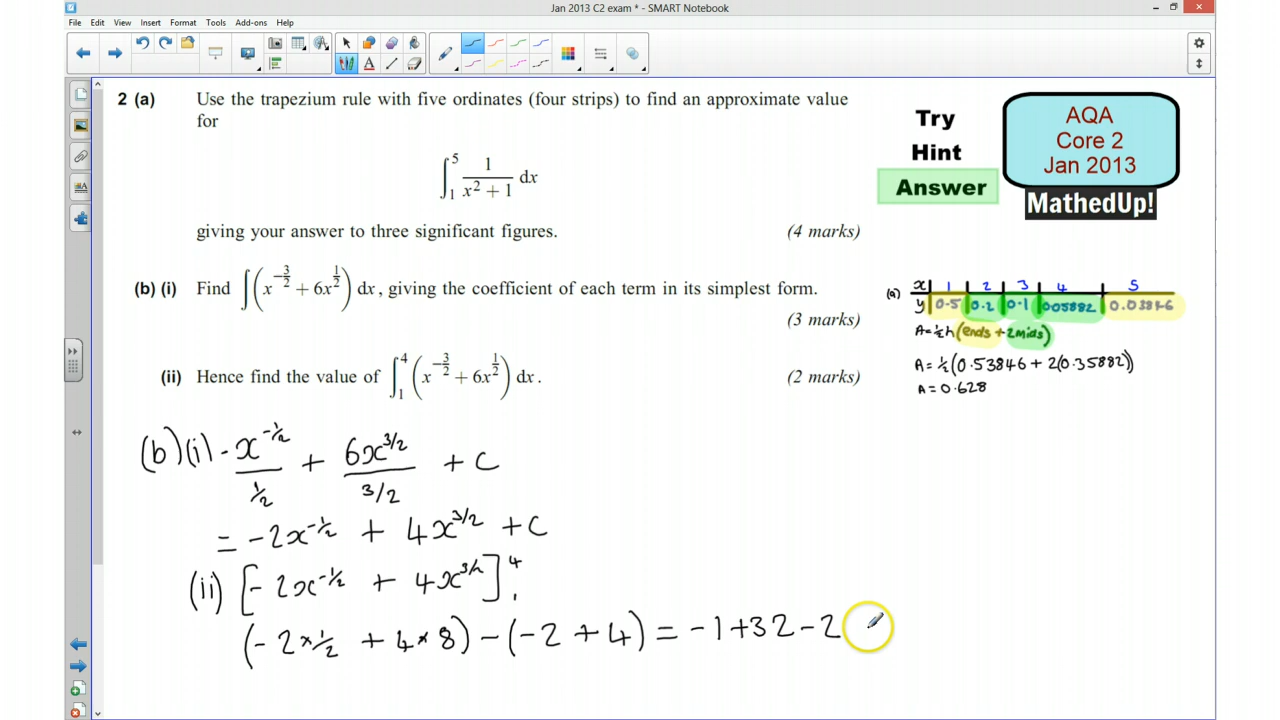 Jan 2013 C2 exam * - SMART Notebook
File Edit View Insert Format Tools Add-ons Help
2 (a) Use the trapezium rule with five ordinates (four strips) to find an approximate value
for
∫₁⁵ 1/(x² + 1) dx
giving your answer to three significant figures. (4 marks)
(b) (i) Find ∫(x^(-3/2) + 6x^(1/2)) dx, giving the coefficient of each term in its simplest form.
(3 marks)
(ii) Hence find the value of ∫₁⁴ (x^(-3/2) + 6x^(1/2)) dx. (2 marks)
Try
Hint
Answer
AQA
Core 2
Jan 2013
MathedUp!
(a) x 1 2 3 4 5
y 0.5 0.2 0.1 0.05882 0.03846
A=½h(ends+2mids)
A=½(0.53846 + 2(0.35882))
A=0.628
(b)(i) -x^(-1/2)/(1/2) + 6x^(3/2)/(3/2) + C
= -2x^(-1/2) + 4x^(3/2) + C
(ii) [-2x^(-1/2) + 4x^(3/2)]₁⁴
(-2×½ + 4×8) - (-2 + 4) = -1+32-2